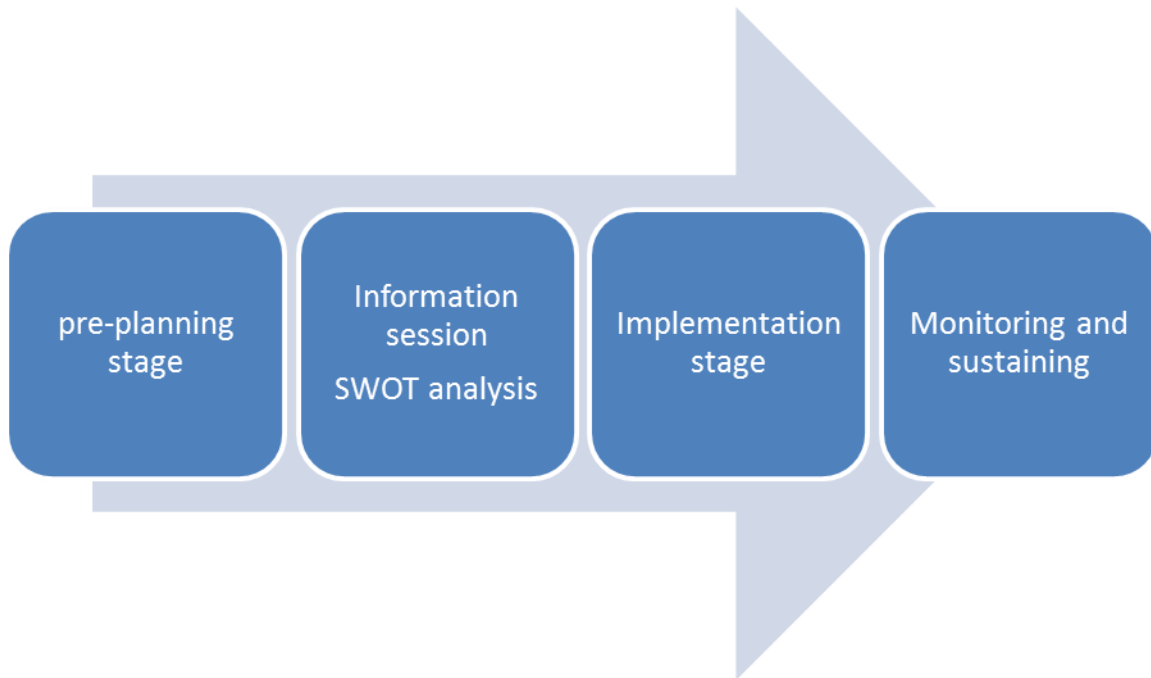 pre-planning
stage
Information
session
SWOT analysis
Implementation
stage
Monitoring and
sustaining